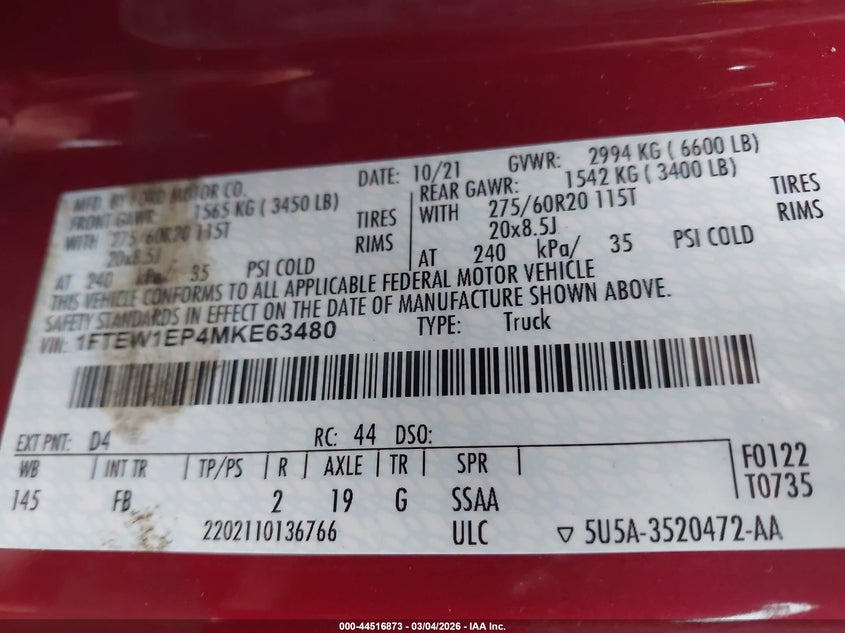 MFD. BY FORD MOTOR CO.
DATE: 10/21 GVWR: 2994 KG ( 6600 LB)
FRONT GAWR: 1565 KG ( 3450 LB)
REAR GAWR: 1542 KG ( 3400 LB)
WITH 275/60R20 115T TIRES
WITH 275/60R20 115T TIRES
20x8.5J RIMS
20x8.5J RIMS
AT 240 kPa/ 35 PSI COLD
AT 240 kPa/ 35 PSI COLD
THIS VEHICLE CONFORMS TO ALL APPLICABLE FEDERAL MOTOR VEHICLE
SAFETY STANDARDS IN EFFECT ON THE DATE OF MANUFACTURE SHOWN ABOVE.
VIN: 1FTEW1EP4MKE63480 TYPE: Truck
EXT PNT: D4 RC: 44 DSO:
WB | INT TR | TP/PS | R | AXLE | TR | SPR | F0122
145 FB 2 19 G SSAA T0735
2202110136766 ULC ▽ 5U5A-3520472-AA
000-44516873 — 03/04/2026 — IAA Inc.